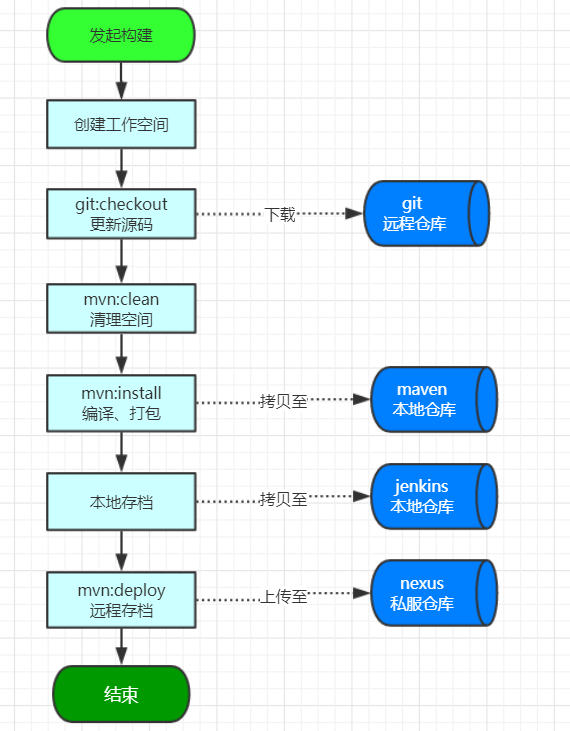 发起构建
创建工作空间
git:checkout
更新源码
下载
git
远程仓库
mvn:clean
清理空间
mvn:install
编译、打包
拷贝至
maven
本地仓库
本地存档
拷贝至
jenkins
本地仓库
mvn:deploy
远程存档
上传至
nexus
私服仓库
结束